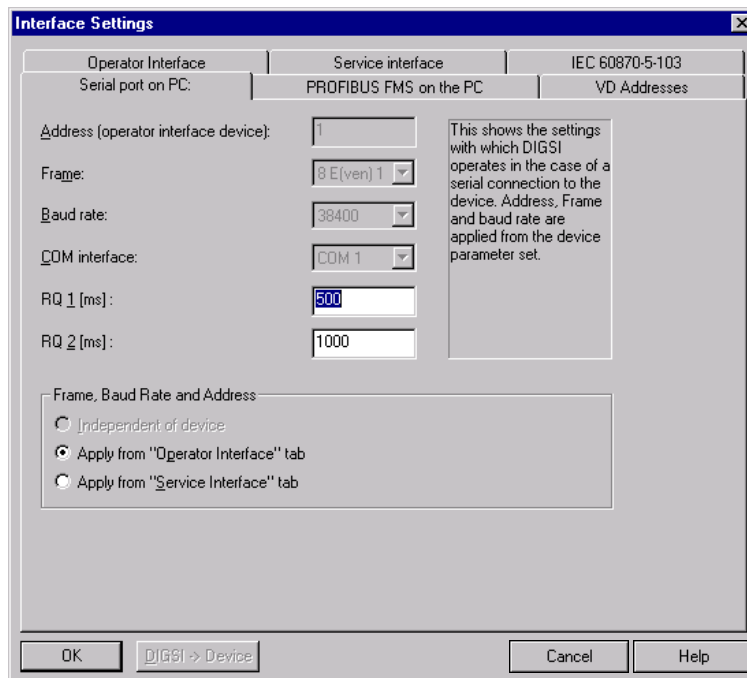 Interface Settings
Operator Interface
Service interface
IEC 60870-5-103
Serial port on PC:
PROFIBUS FMS on the PC
VD Addresses
Address (operator interface device):
1
Frame:
8 E(ven) 1
Baud rate:
38400
COM interface:
COM 1
RQ 1 [ms] :
500
RQ 2 [ms] :
1000
This shows the settings
with which DIGSI
operates in the case of a
serial connection to the
device. Address, Frame
and baud rate are
applied from the device
parameter set.
Frame, Baud Rate and Address
Independent of device
Apply from "Operator Interface" tab
Apply from "Service Interface" tab
OK
DIGSI -> Device
Cancel
Help